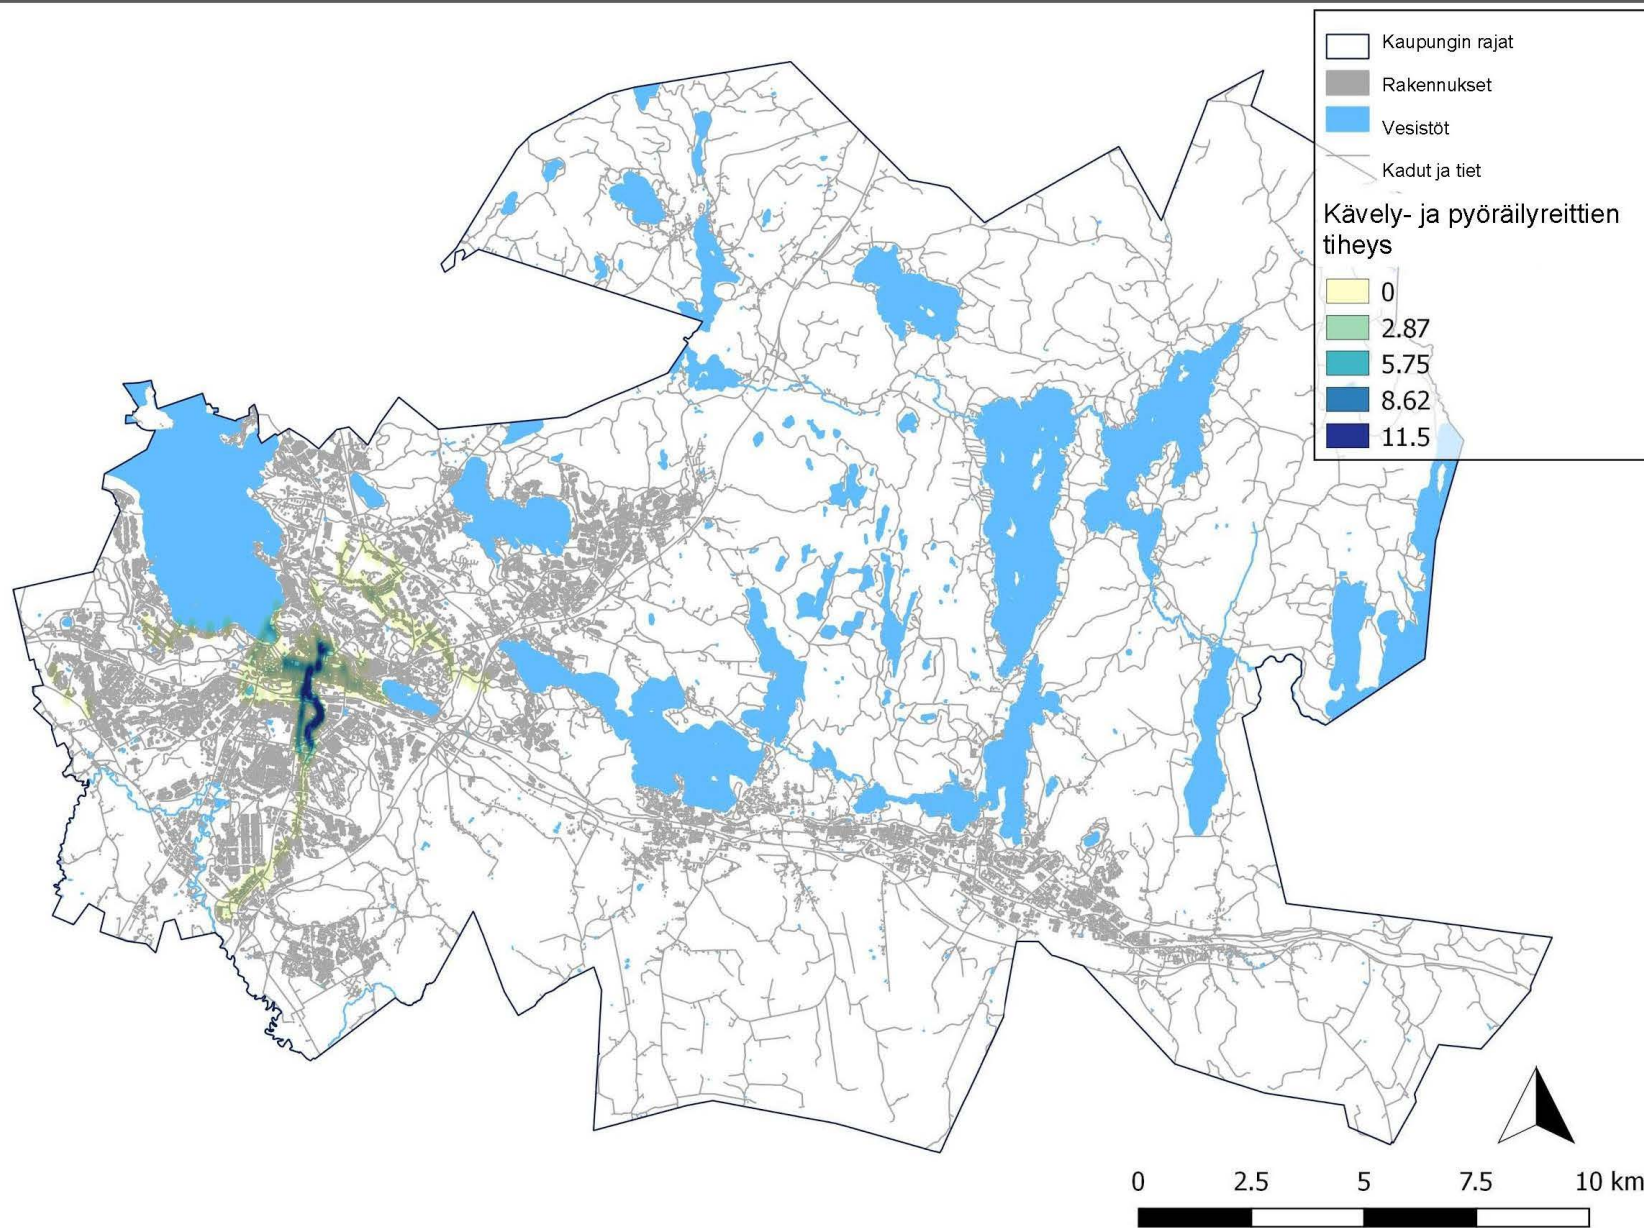 Kaupungin rajat
Rakennukset
Vesistöt
Kadut ja tiet
Kävely- ja pyöräilyreittien
tiheys
0
2.87
5.75
8.62
11.5
0 2.5 5 7.5 10 km